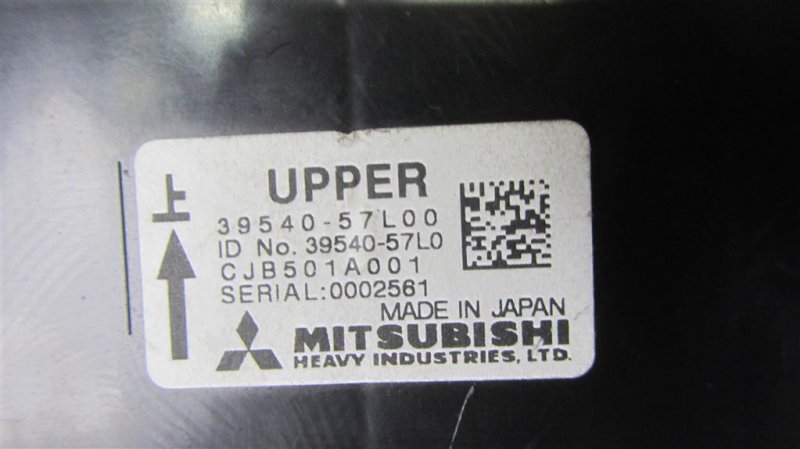 上
UPPER
39540-57L00
ID No. 39540-57L0
CJB501A001
SERIAL:0002561
MADE IN JAPAN
MITSUBISHI
HEAVY INDUSTRIES, LTD.